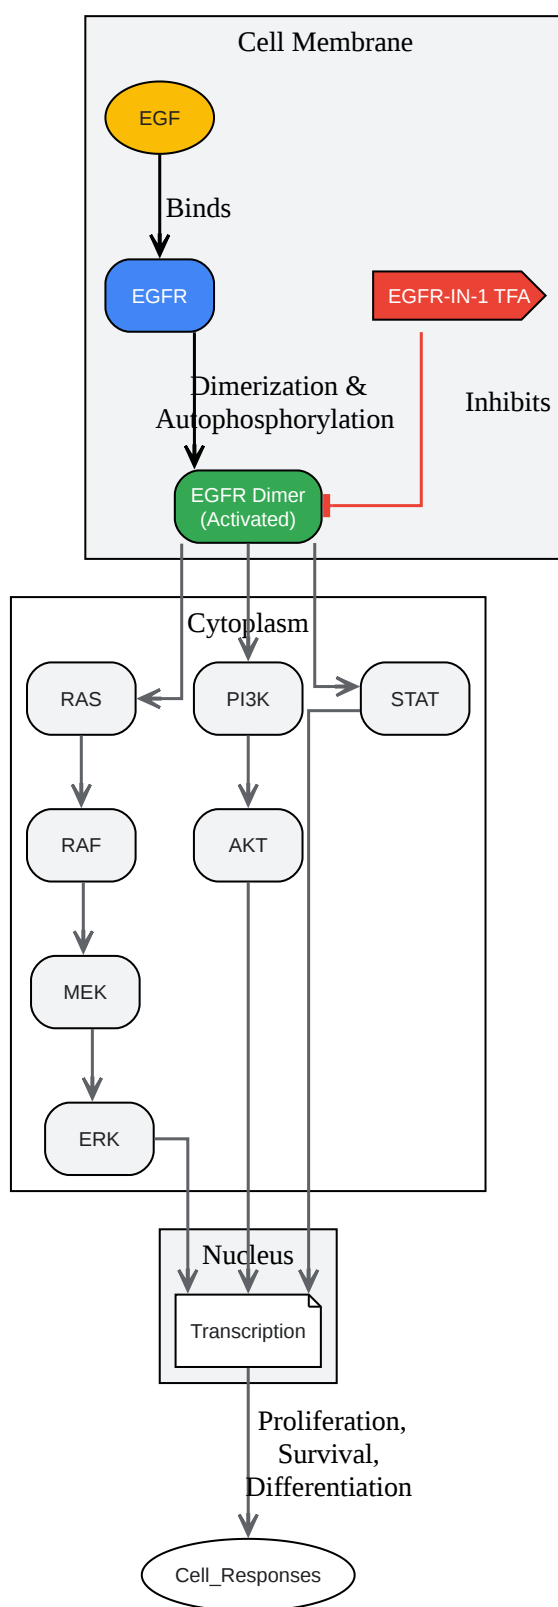 Cell Membrane
EGF
Binds
EGFR
EGFR-IN-1 TFA
Dimerization &
Autophosphorylation
Inhibits
EGFR Dimer
(Activated)
Cytoplasm
RAS
PI3K
STAT
RAF
AKT
MEK
ERK
Nucleus
Transcription
Proliferation,
Survival,
Differentiation
Cell_Responses